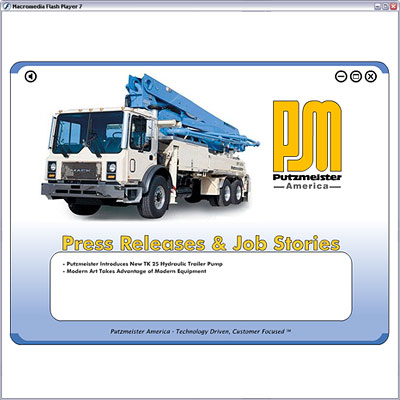 Macromedia Flash Player 7
MACK
PM
Putzmeister
America
Press Releases & Job Stories
- Putzmeister Introduces New TK 25 Hydraulic Trailer Pump
- Modern Art Takes Advantage of Modern Equipment
Putzmeister America - Technology Driven, Customer Focused ™